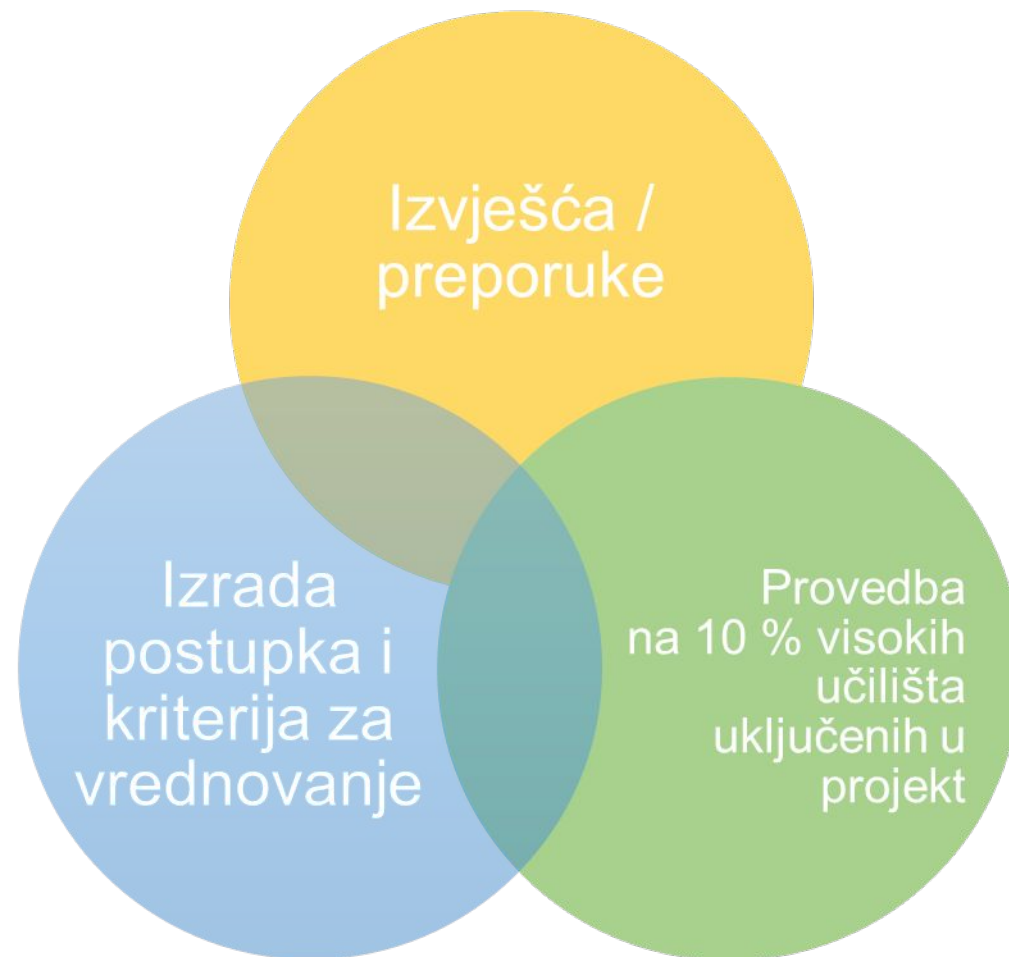 Izvješća /
preporuke
Izrada
postupka i
kriterija za
vrednovanje
Provedba
na 10 % visokih
učilišta
uključenih u
projekt